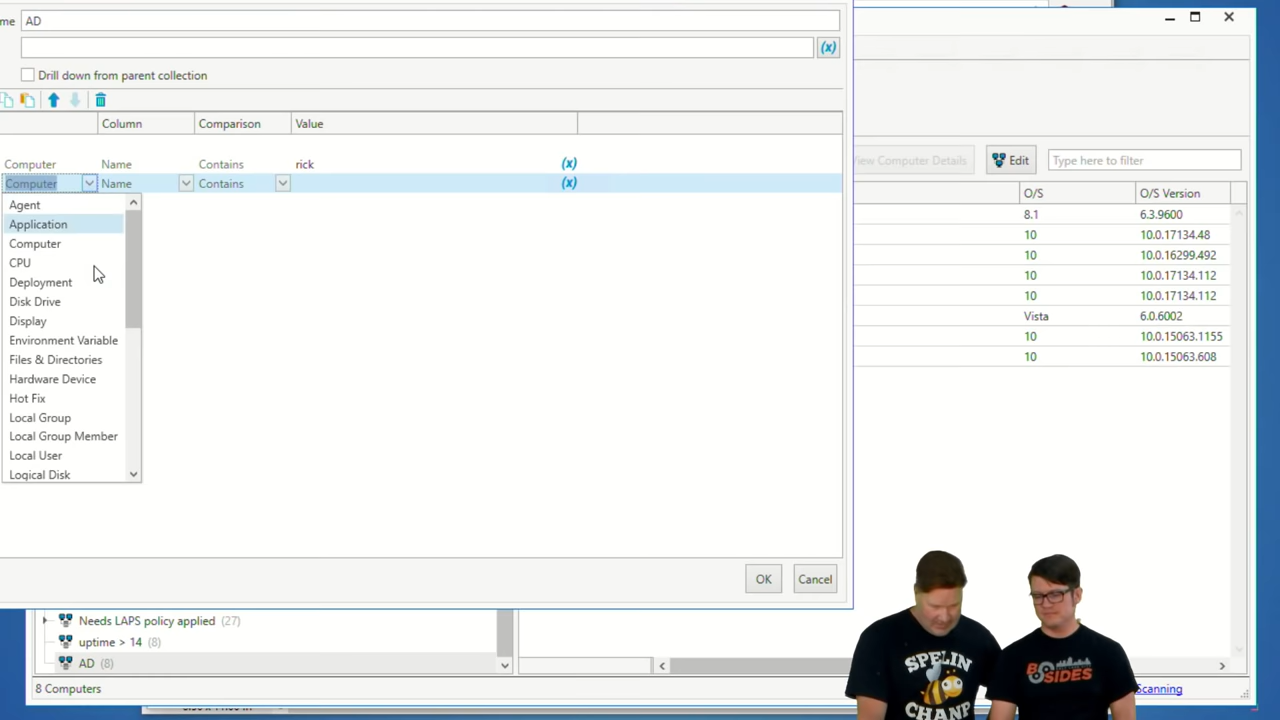 me AD
(x)
Drill down from parent collection
Column Comparison Value
Computer Name Contains rick (x)
Computer Name Contains (x)
Agent
Application
Computer
CPU
Deployment
Disk Drive
Display
Environment Variable
Files & Directories
Hardware Device
Hot Fix
Local Group
Local Group Member
Local User
Logical Disk
OK Cancel
View Computer Details Edit Type here to filter
O/S O/S Version
8.1 6.3.9600
10 10.0.17134.48
10 10.0.16299.492
10 10.0.17134.112
10 10.0.17134.112
Vista 6.0.6002
10 10.0.15063.1155
10 10.0.15063.608
Needs LAPS policy applied (27)
uptime > 14 (8)
AD (8)
8 Computers
Scanning
SPELIN
CHANP
BSIDES